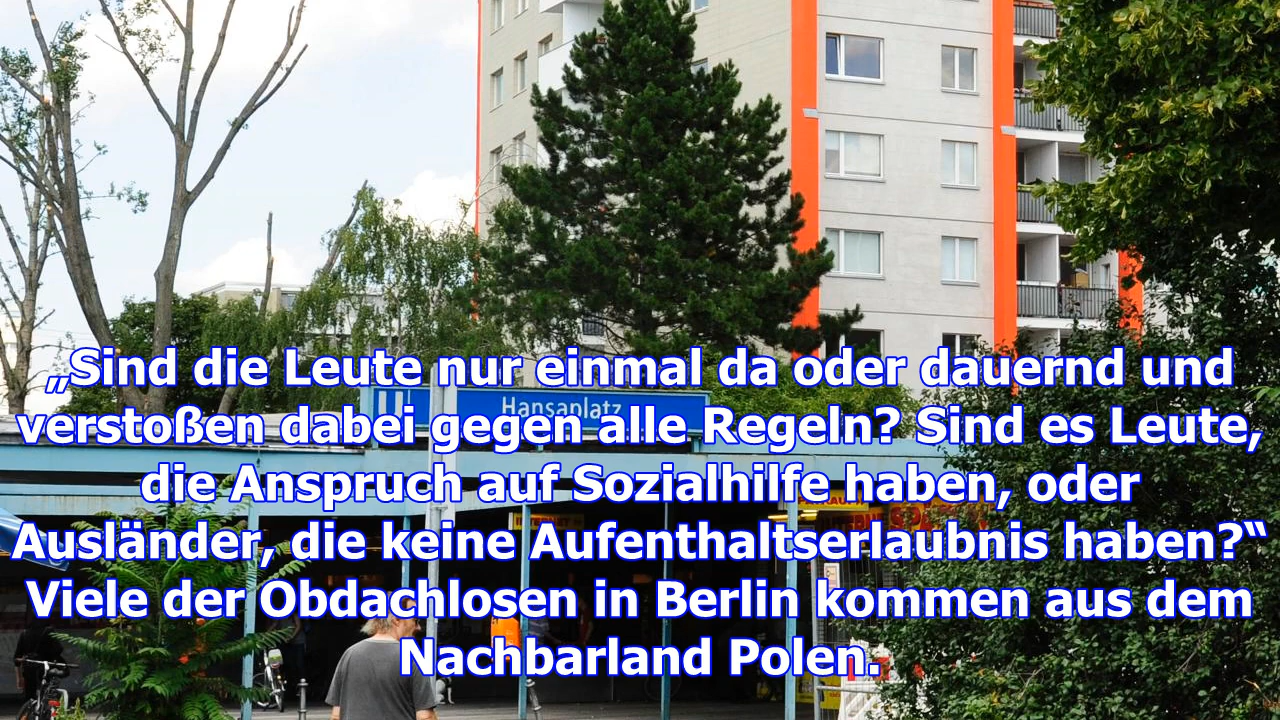 „Sind die Leute nur einmal da oder dauernd und
Hansaplatz
verstoßen dabei gegen alle Regeln? Sind es Leute,
die Anspruch auf Sozialhilfe haben, oder
Ausländer, die keine Aufenthaltserlaubnis haben?“
Viele der Obdachlosen in Berlin kommen aus dem
Nachbarland Polen.